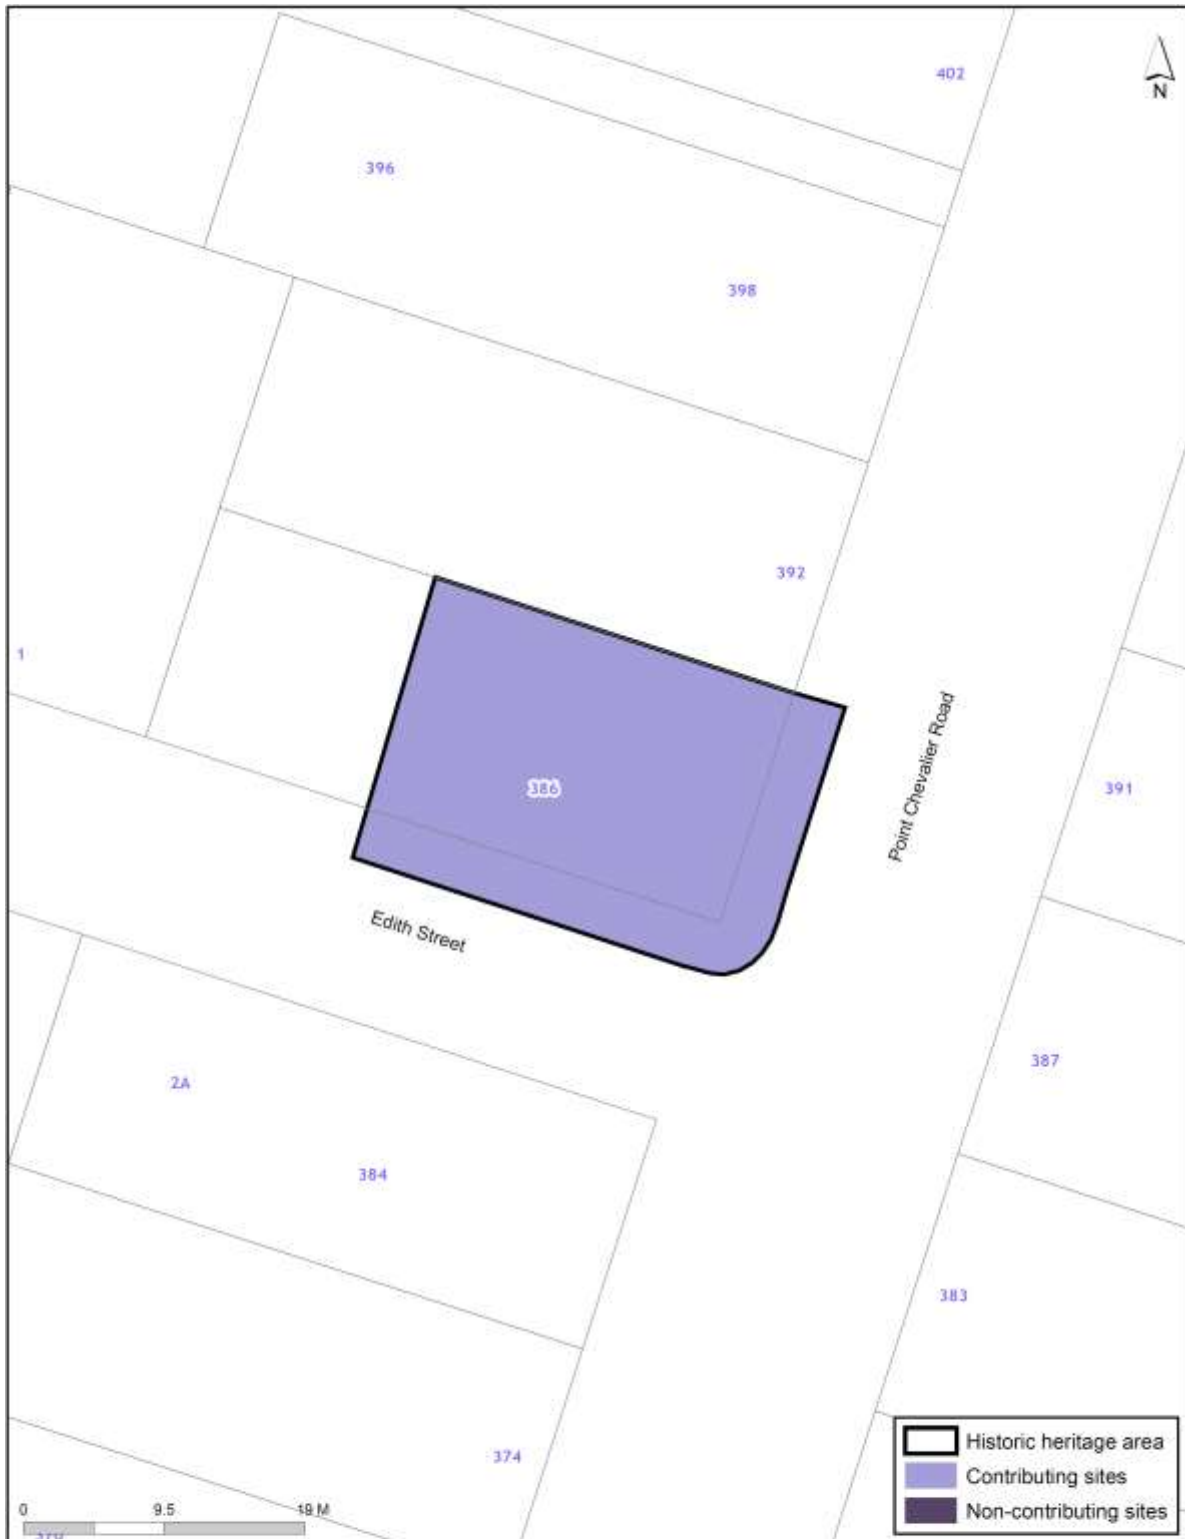 402
N
396
398
392
1
386
Point Chevalier Road
391
Edith Street
387
2A
384
383
374
Historic heritage area
Contributing sites
Non-contributing sites
0 9.5 19 M